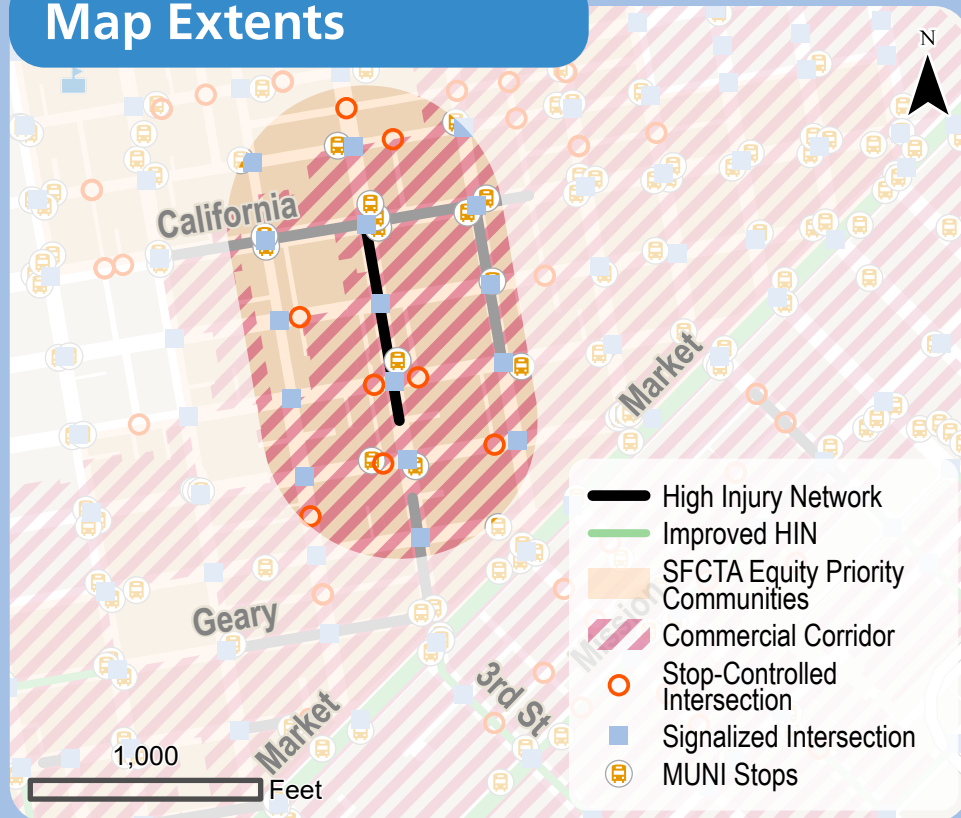 Map Extents
N
California
Market
Geary
Mission
3rd St
Market
High Injury Network
Improved HIN
SFCTA Equity Priority
Communities
Commercial Corridor
Stop-Controlled
Intersection
Signalized Intersection
MUNI Stops
1,000
Feet